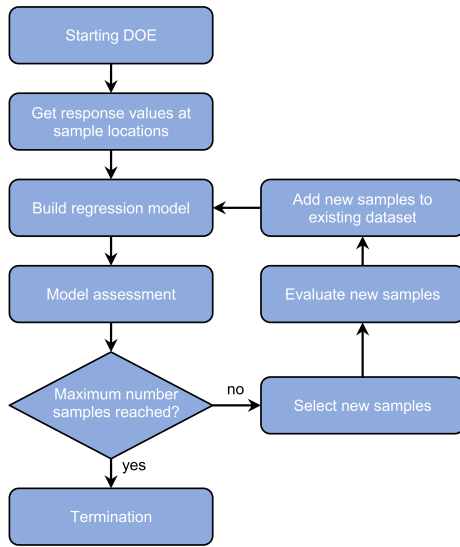 Starting DOE
Get response values at
sample locations
Build regression model
Add new samples to
existing dataset
Model assessment
Evaluate new samples
Maximum number
samples reached?
no
Select new samples
yes
Termination